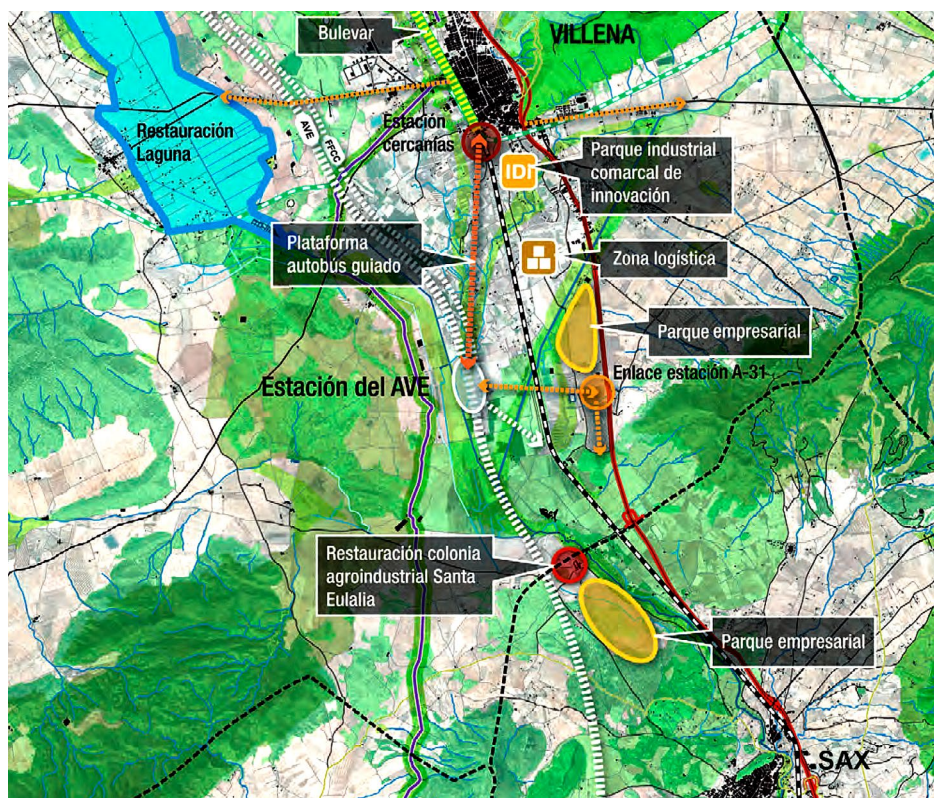 Bulevar
VILLENA
Restauración
Laguna
AVE
FFCC
Estación
cercanías
IDI
Parque industrial
comarcal de
innovación
Plataforma
autobús guiado
Zona logística
Parque empresarial
Estación del AVE
Enlace estación A-31
Restauración colonia
agroindustrial Santa
Eulalia
Parque empresarial
SAX